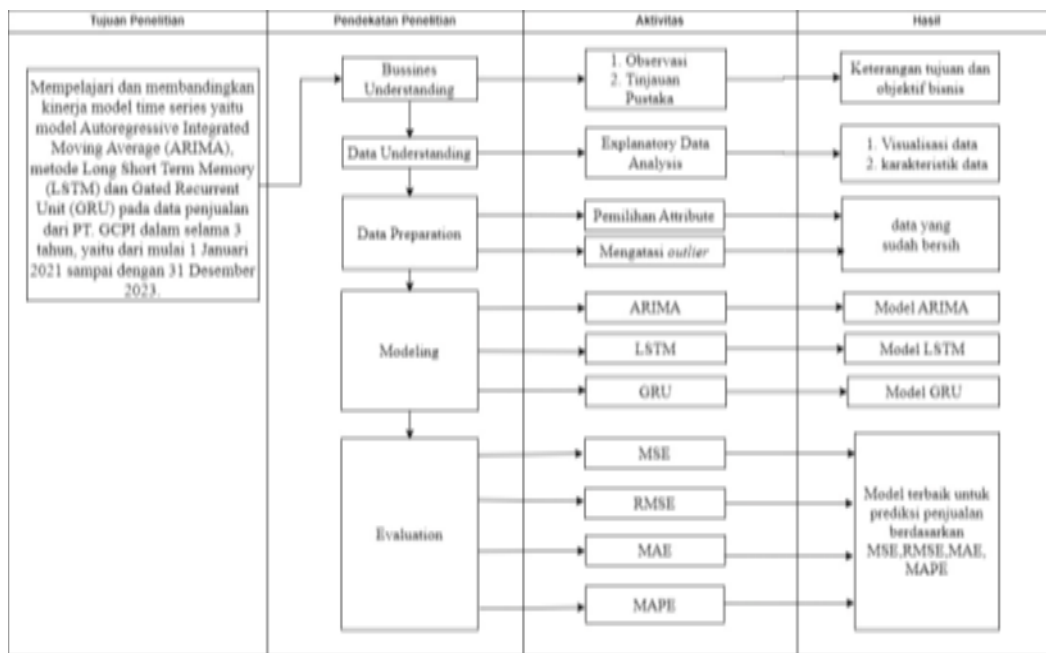 Tujuan Penelitian
Pendekatan Penelitian
Aktivitas
Hasil
Mempelajari dan membandingkan
kinerja model time series yaitu
model Autoregressive Integrated
Moving Average (ARIMA),
metode Long Short Term Memory
(LSTM) dan Gated Recurrent
Unit (GRU) pada data penjualan
dari PT. GCPI dalam selama 3
tahun, yaitu dari mulai 1 Januari
2021 sampai dengan 31 Desember
2023.
Bussines
Understanding
1. Observasi
2. Tinjauan
Pustaka
Keterangan tujuan dan
objektif bisnis
Data Understanding
Explanatory Data
Analysis
1. Visualisasi data
2. karakteristik data
Data Preparation
Pemilihan Attribute
Mengatasi outlier
data yang
sudah bersih
Modeling
ARIMA
Model ARIMA
LSTM
Model LSTM
GRU
Model GRU
Evaluation
MSE
RMSE
MAE
MAPE
Model terbaik untuk
prediksi penjualan
berdasarkan
MSE,RMSE,MAE,
MAPE